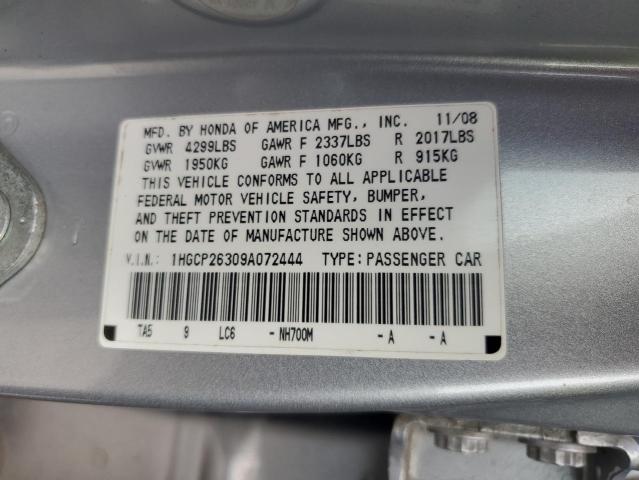 MFD. BY HONDA OF AMERICA MFG., INC. 11/08
GVWR 4299LBS GAWR F 2337LBS R 2017LBS
GVWR 1950KG GAWR F 1060KG R 915KG
THIS VEHICLE CONFORMS TO ALL APPLICABLE
FEDERAL MOTOR VEHICLE SAFETY, BUMPER,
AND THEFT PREVENTION STANDARDS IN EFFECT
ON THE DATE OF MANUFACTURE SHOWN ABOVE.
V.I.N.: 1HGCP26309A072444 TYPE: PASSENGER CAR
TA5 9 LC6 - NH700M - A - A